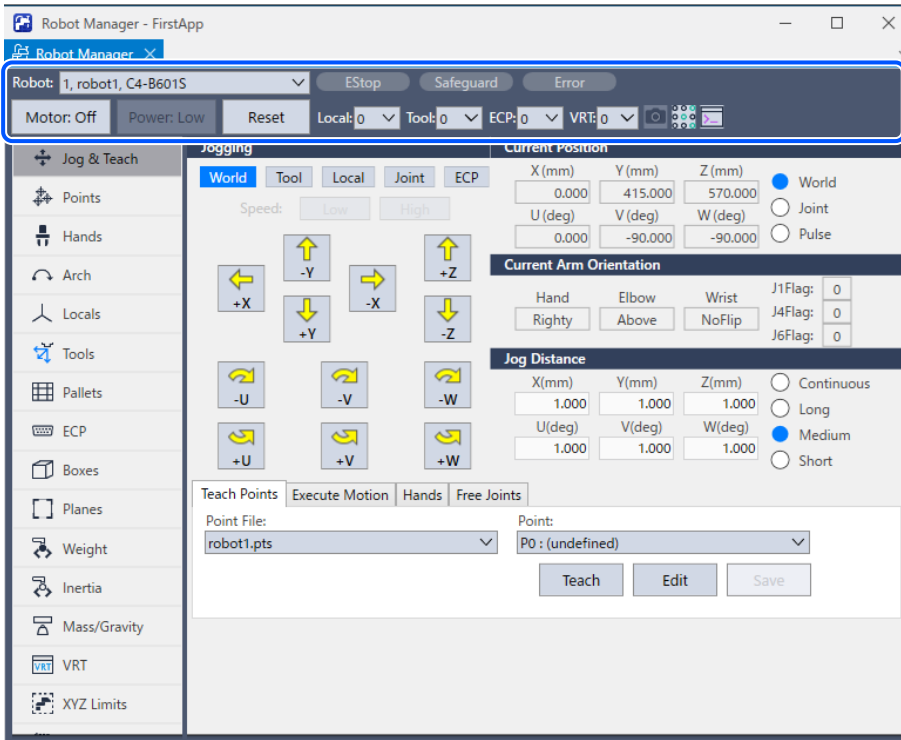 Robot Manager - FirstApp
Robot Manager
Robot: 1, robot1, C4-B601S EStop Safeguard Error
Motor: Off Power: Low Reset Local: 0 Tool: 0 ECP: 0 VRT: 0
Jog & Teach
Points
Hands
Arch
Locals
Tools
Pallets
ECP
Boxes
Planes
Weight
Inertia
Mass/Gravity
VRT VRT
XYZ Limits
Jogging
World Tool Local Joint ECP
Speed: Low High
-Y +Z
+X -X
+Y -Z
-U -V -W
+U +V +W
Current Position
X (mm) Y (mm) Z (mm)
0.000 415.000 570.000
U (deg) V (deg) W (deg)
0.000 -90.000 -90.000
World
Joint
Pulse
Current Arm Orientation
Hand Elbow Wrist
Righty Above NoFlip
J1Flag: 0
J4Flag: 0
J6Flag: 0
Jog Distance
X(mm) Y(mm) Z(mm)
1.000 1.000 1.000
U(deg) V(deg) W(deg)
1.000 1.000 1.000
Continuous
Long
Medium
Short
Teach Points Execute Motion Hands Free Joints
Point File: Point:
robot1.pts P0 : (undefined)
Teach Edit Save